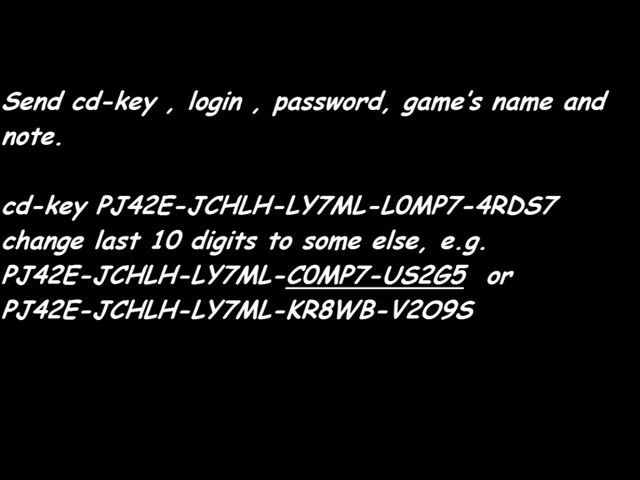 Send cd-key , login , password, game's name and
note.
cd-key PJ42E-JCHLH-LY7ML-L0MP7-4RDS7
change last 10 digits to some else, e.g.
PJ42E-JCHLH-LY7ML-C0MP7-US2G5 or
PJ42E-JCHLH-LY7ML-KR8WB-V2O9S